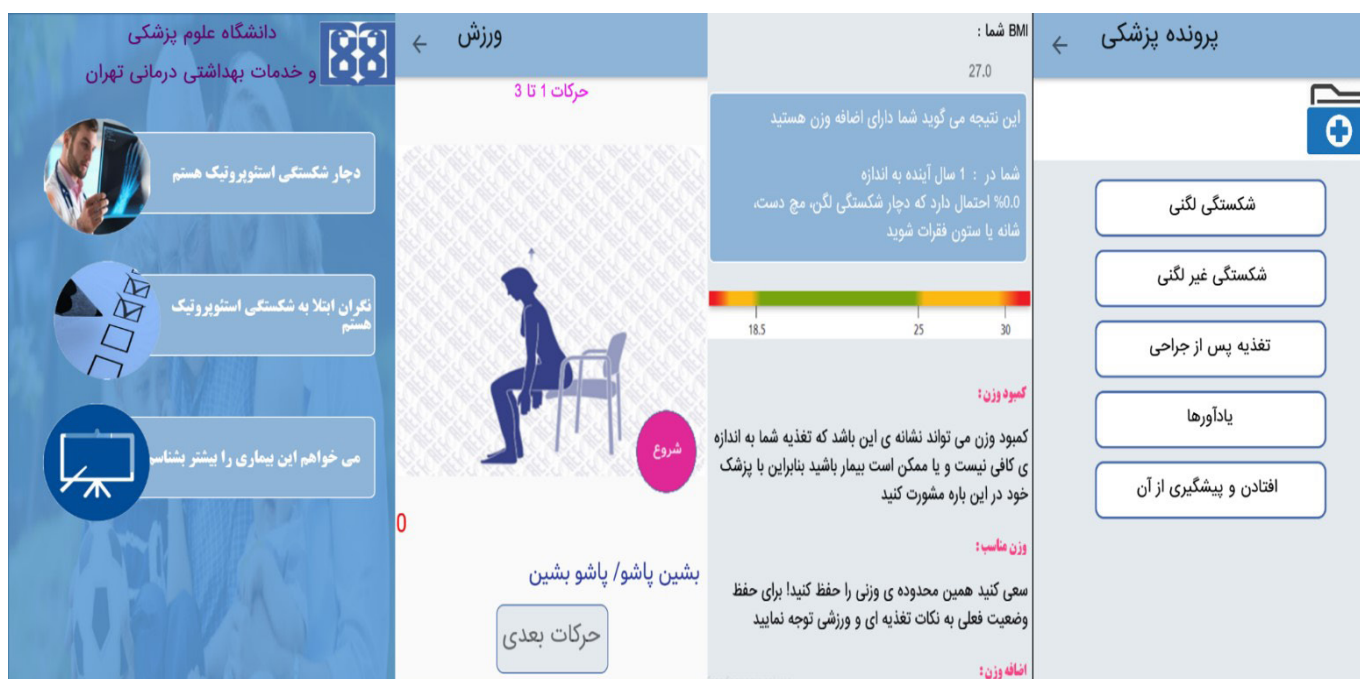 دانشگاه علوم پزشکی
و خدمات بهداشتی درمانی تهران
دچار شکستگی استئوپروتیک هستم
نگران ابتلا به شکستگی استئوپروتیک
هستم
می خواهم این بیماری را بیشتر بشناسم
ورزش
حرکات 1 تا 3
شروع
0
بشین پاشو/ پاشو بشین
حرکات بعدی
BMI شما :
27.0
این نتیجه می گوید شما دارای اضافه وزن هستید
شما در : 1 سال آینده به اندازه
%0.0 احتمال دارد که دچار شکستگی لگن، مچ دست،
شانه یا ستون فقرات شوید
18.5
25
30
کمبود وزن :
کمبود وزن می تواند نشانه ی این باشد که تغذیه شما به اندازه
ی کافی نیست و یا ممکن است بیمار باشید بنابراین با پزشک
خود در این باره مشورت کنید
وزن مناسب :
سعی کنید همین محدوده ی وزنی را حفظ کنید! برای حفظ
وضعیت فعلی به نکات تغذیه ای و ورزشی توجه نمایید
اضافه وزن :
پرونده پزشکی
شکستگی لگنی
شکستگی غیر لگنی
تغذیه پس از جراحی
یادآورها
افتادن و پیشگیری از آن